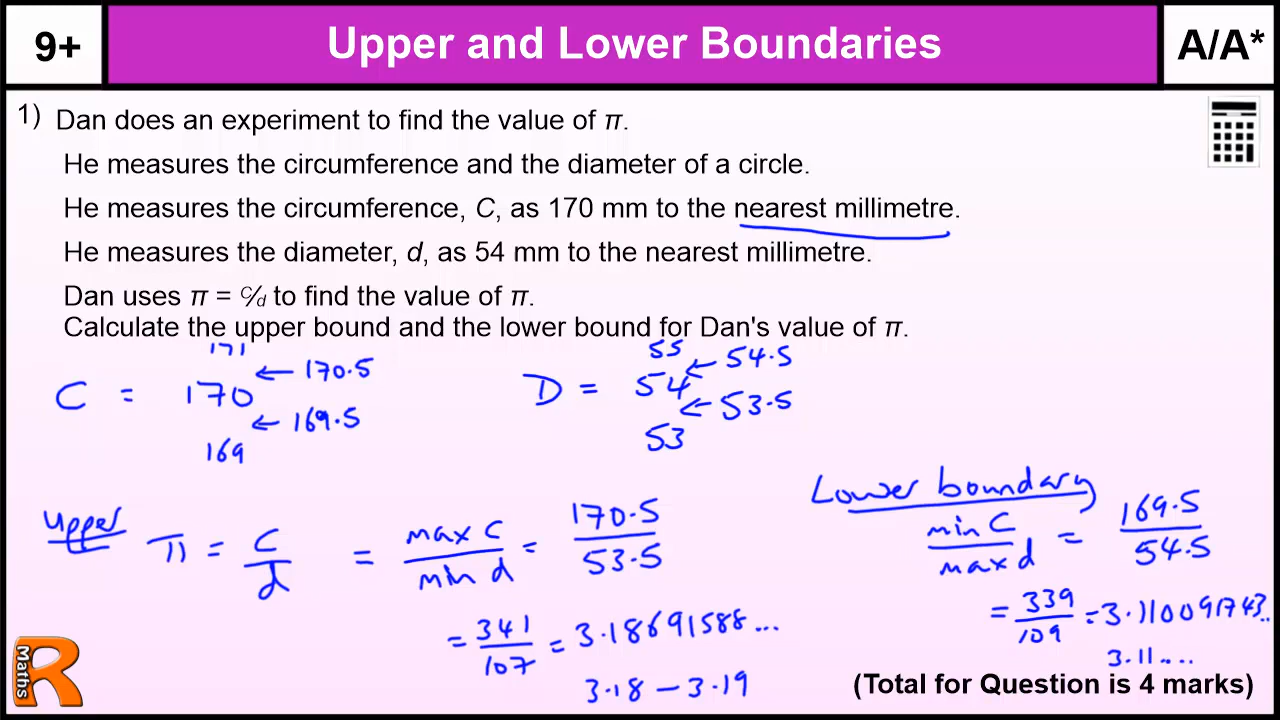 9+
Upper and Lower Boundaries
A/A*
1) Dan does an experiment to find the value of π.
He measures the circumference and the diameter of a circle.
He measures the circumference, C, as 170 mm to the nearest millimetre.
He measures the diameter, d, as 54 mm to the nearest millimetre.
Dan uses π = C/d to find the value of π.
Calculate the upper bound and the lower bound for Dan's value of π.
171
C = 170 ← 170.5
← 169.5
169
55
D = 54 ← 54.5
← 53.5
53
Upper π = C/d = max C/min d = 170.5/53.5
= 341/107 = 3.18691588...
3.18 – 3.19
Lower boundary
min C/max d = 169.5/54.5
= 339/109 = 3.110091743..
3.11....
Maths R
(Total for Question is 4 marks)